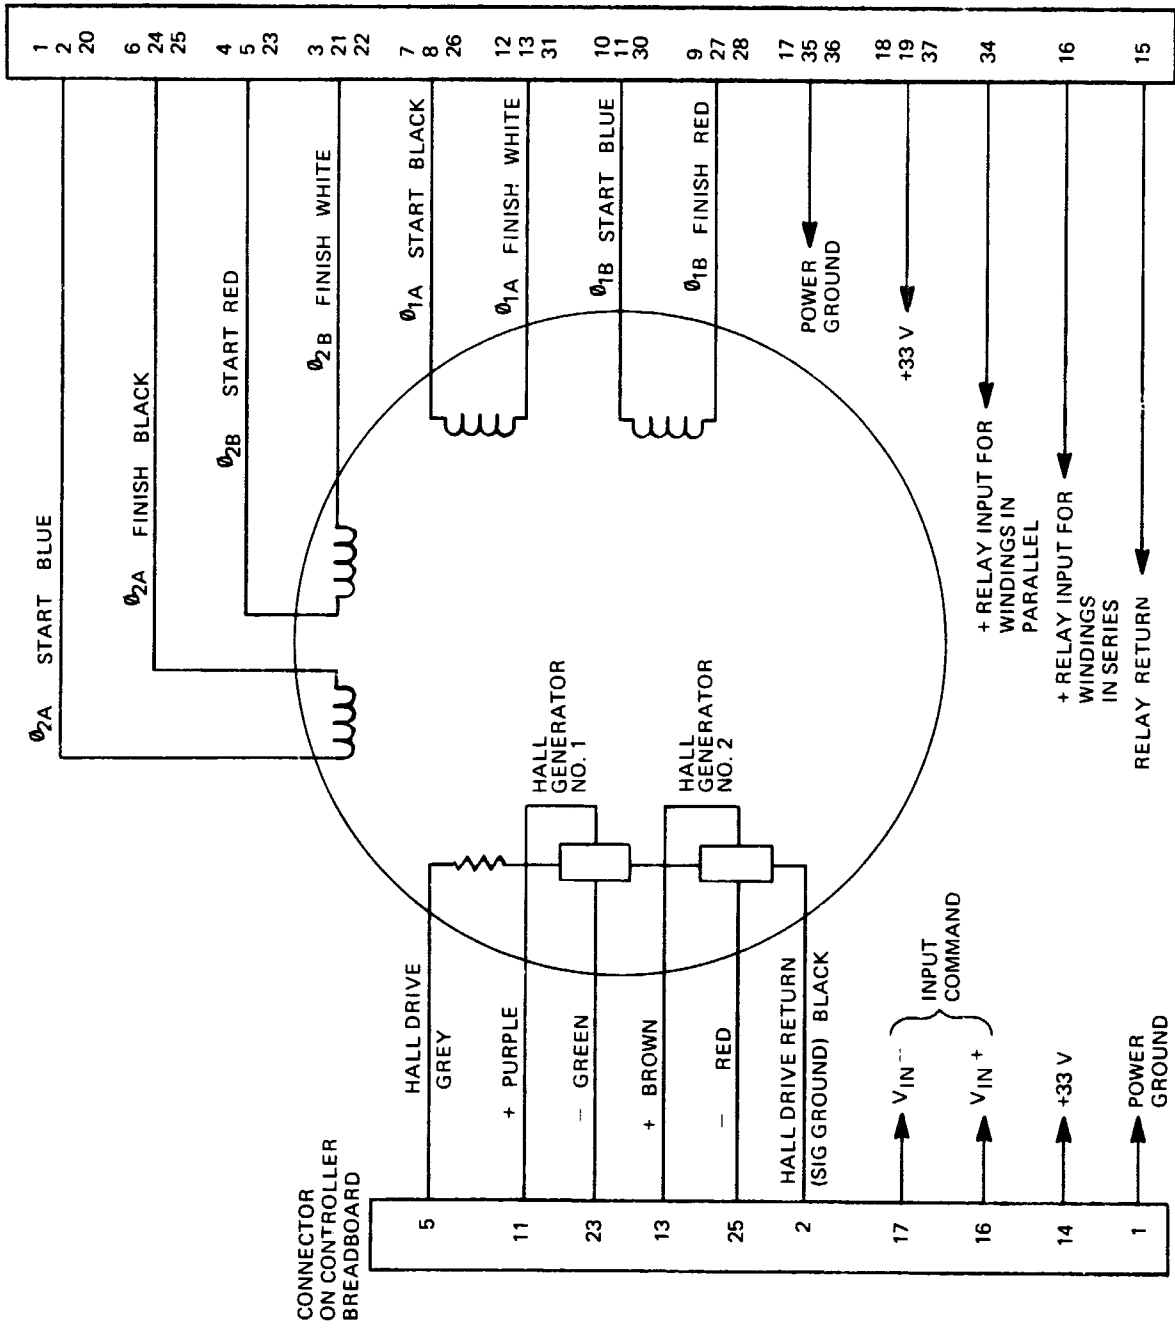 1
2
20
6
24
25
4
5
23
3
21
22
7
8
26
12
13
31
10
11
30
9
27
28
17
35
36
18
19
37
34
16
15
Ø2A START BLUE
Ø2A FINISH BLACK
Ø2B START RED
Ø2B FINISH WHITE
Ø1A START BLACK
Ø1A FINISH WHITE
Ø1B START BLUE
Ø1B FINISH RED
POWER
GROUND
+33 V
+ RELAY INPUT FOR
WINDINGS IN
PARALLEL
+ RELAY INPUT FOR
WINDINGS
IN SERIES
RELAY RETURN
HALL
GENERATOR
NO. 1
HALL
GENERATOR
NO. 2
HALL DRIVE
GREY
+ PURPLE
– GREEN
+ BROWN
– RED
HALL DRIVE RETURN
(SIG GROUND) BLACK
VIN–
VIN+
INPUT
COMMAND
+33 V
POWER
GROUND
CONNECTOR
ON CONTROLLER
BREADBOARD
5
11
23
13
25
2
17
16
14
1